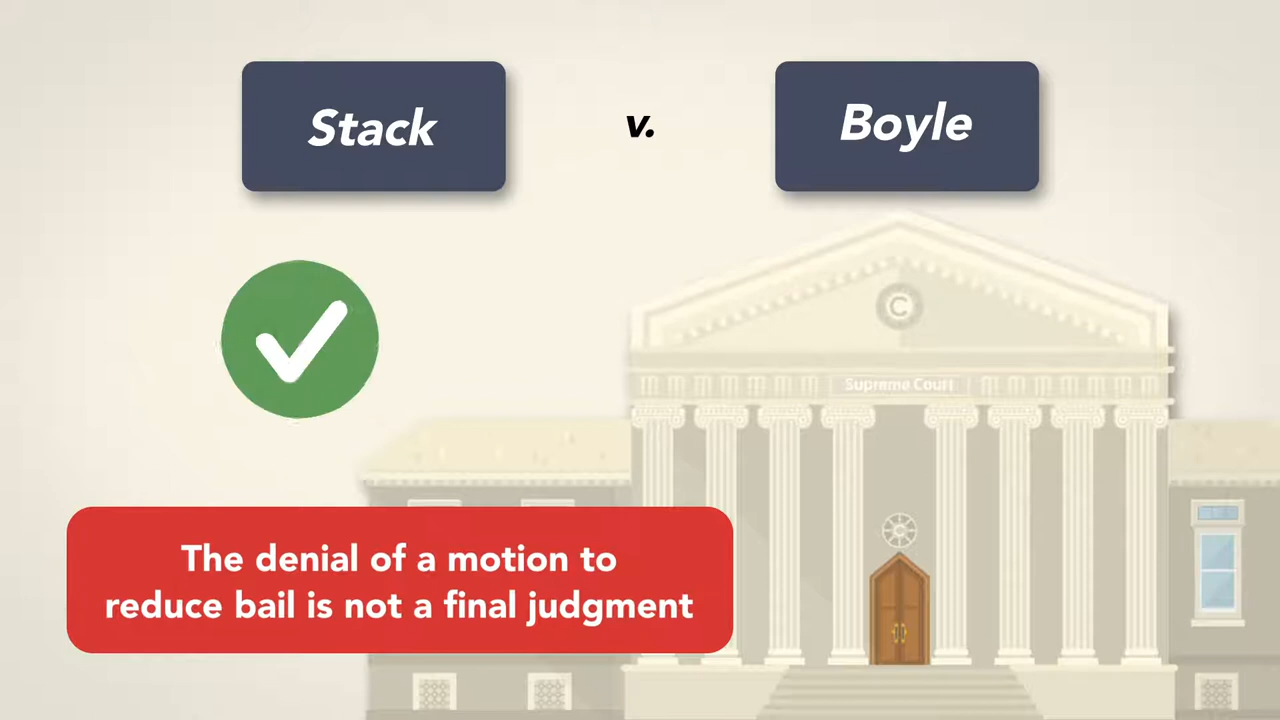 Stack
v.
Boyle
C
Supreme Court
The denial of a motion to
reduce bail is not a final judgment